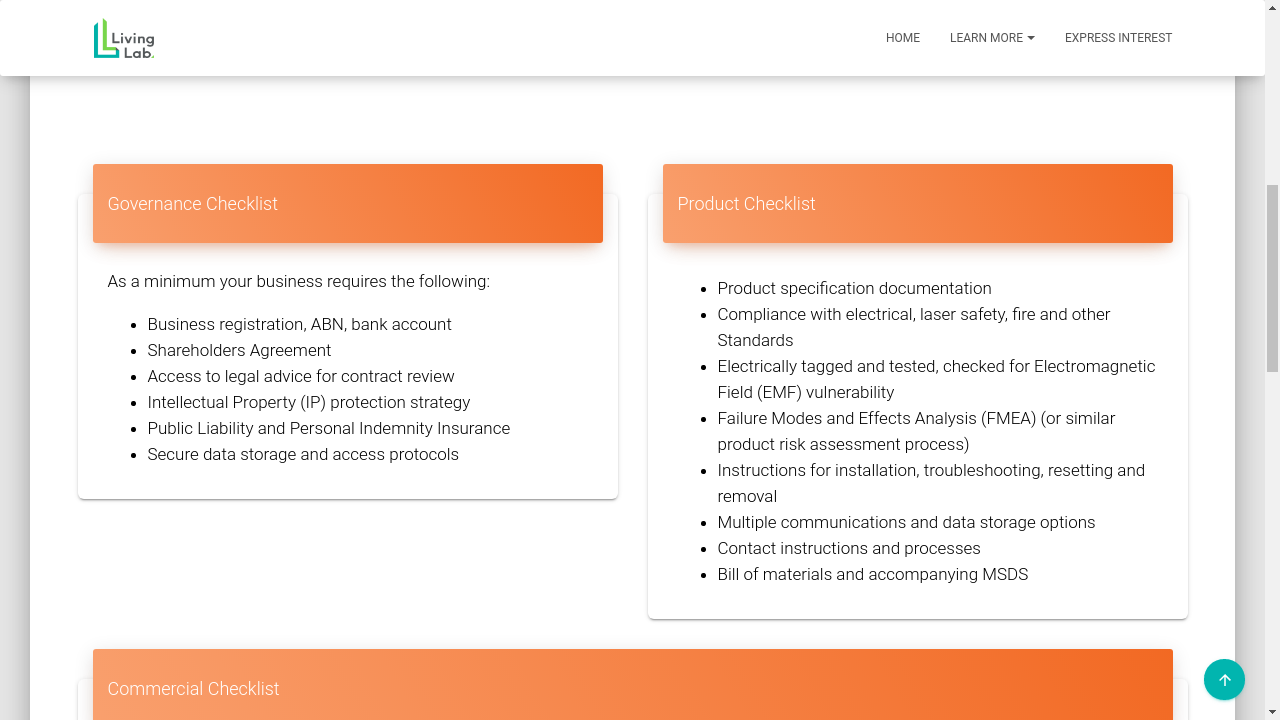 Living
Lab.
HOME
LEARN MORE
EXPRESS INTEREST
Governance Checklist
As a minimum your business requires the following:
Business registration, ABN, bank account
Shareholders Agreement
Access to legal advice for contract review
Intellectual Property (IP) protection strategy
Public Liability and Personal Indemnity Insurance
Secure data storage and access protocols
Product Checklist
Product specification documentation
Compliance with electrical, laser safety, fire and other
Standards
Electrically tagged and tested, checked for Electromagnetic
Field (EMF) vulnerability
Failure Modes and Effects Analysis (FMEA) (or similar
product risk assessment process)
Instructions for installation, troubleshooting, resetting and
removal
Multiple communications and data storage options
Contact instructions and processes
Bill of materials and accompanying MSDS
Commercial Checklist